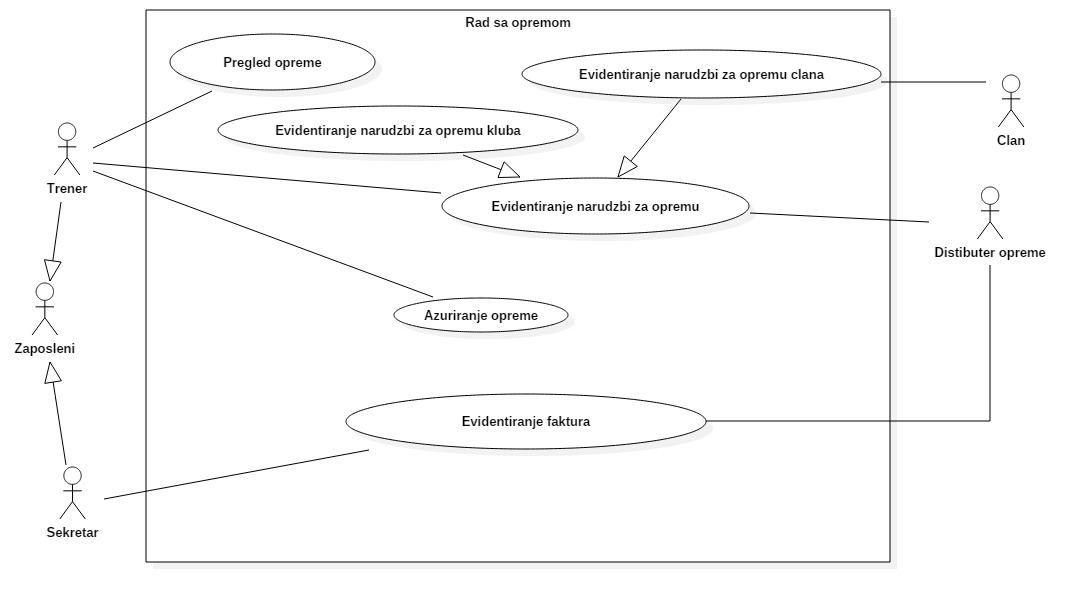 Rad sa opremom
Pregled opreme
Evidentiranje narudzbi za opremu clana
Evidentiranje narudzbi za opremu kluba
Clan
Trener
Evidentiranje narudzbi za opremu
Distibuter opreme
Azuriranje opreme
Zaposleni
Evidentiranje faktura
Sekretar